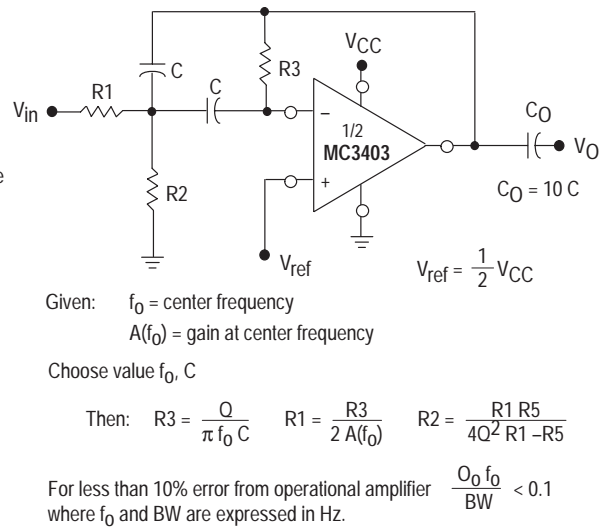 VCC
R3
C
C
R1
Vin
R2
1/2
MC3403
−
+
CO
VO
CO = 10 C
e
Vref
Vref = 1/2 VCC
Given: f0 = center frequency
A(f0) = gain at center frequency
Choose value f0, C
Then: R3 = Q / π f0 C R1 = R3 / 2 A(f0) R2 = R1 R5 / 4Q2 R1 –R5
For less than 10% error from operational amplifier O0 f0 / BW < 0.1
where f0 and BW are expressed in Hz.